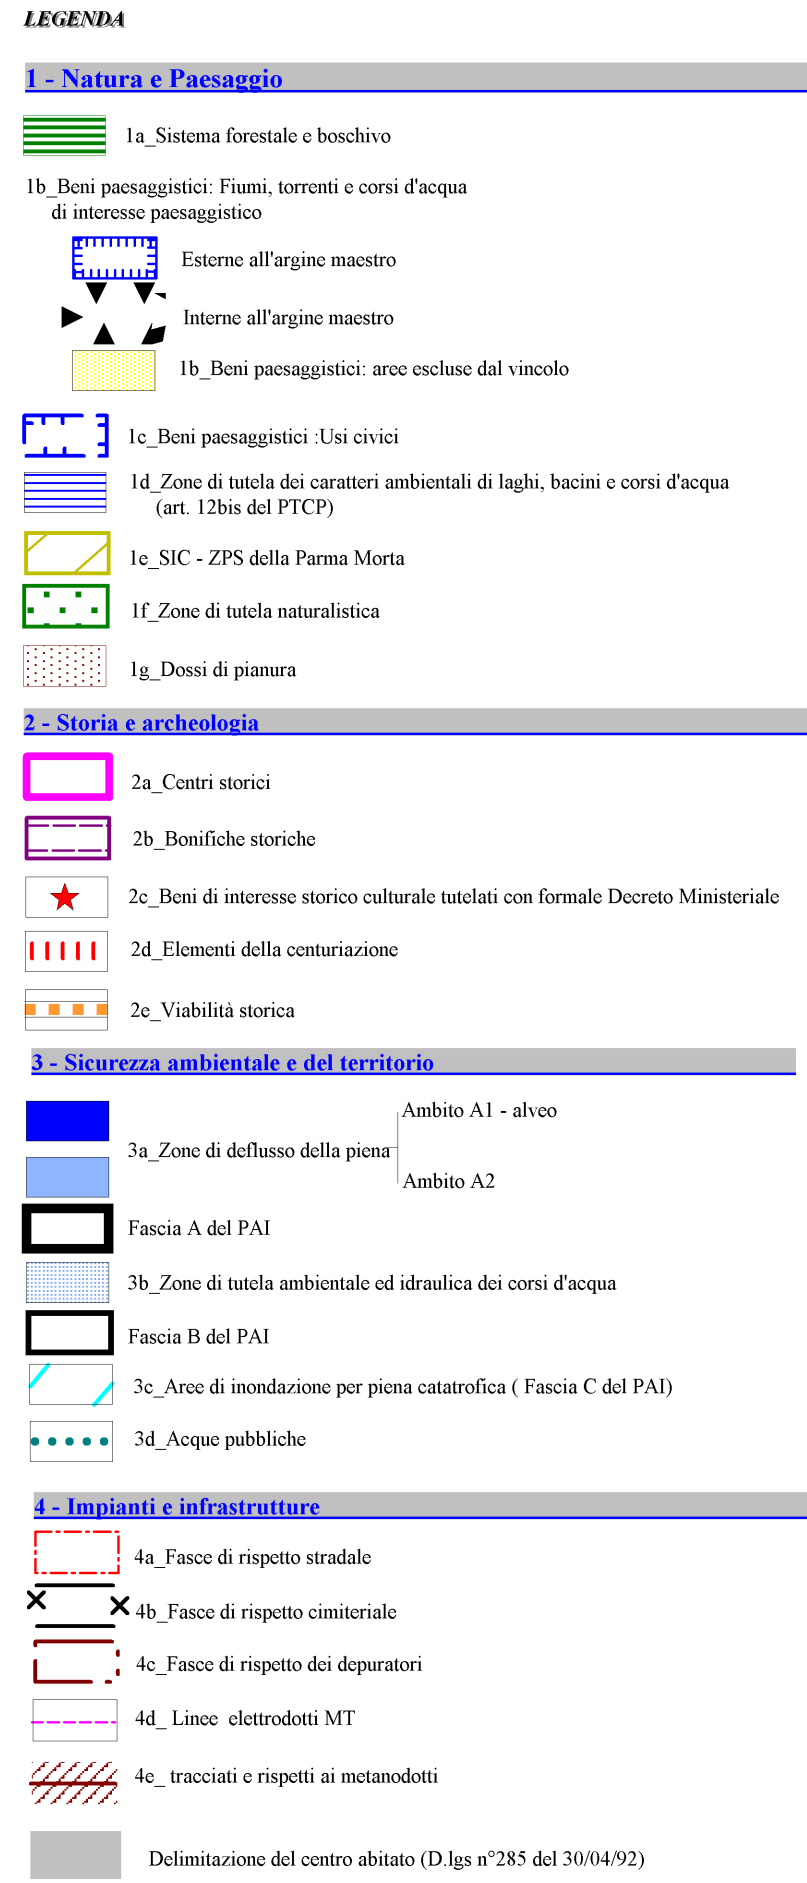 LEGENDA
1 - Natura e Paesaggio
1a_Sistema forestale e boschivo
1b_Beni paesaggistici: Fiumi, torrenti e corsi d'acqua
di interesse paesaggistico
Esterne all'argine maestro
Interne all'argine maestro
1b_Beni paesaggistici: aree escluse dal vincolo
1c_Beni paesaggistici :Usi civici
1d_Zone di tutela dei caratteri ambientali di laghi, bacini e corsi d'acqua
(art. 12bis del PTCP)
1e_SIC - ZPS della Parma Morta
1f_Zone di tutela naturalistica
1g_Dossi di pianura
2 - Storia e archeologia
2a_Centri storici
2b_Bonifiche storiche
2c_Beni di interesse storico culturale tutelati con formale Decreto Ministeriale
2d_Elementi della centuriazione
2e_Viabilità storica
3 - Sicurezza ambientale e del territorio
Ambito A1 - alveo
3a_Zone di deflusso della piena
Ambito A2
Fascia A del PAI
3b_Zone di tutela ambientale ed idraulica dei corsi d'acqua
Fascia B del PAI
3c_Aree di inondazione per piena catatrofica ( Fascia C del PAI)
3d_Acque pubbliche
4 - Impianti e infrastrutture
4a_Fasce di rispetto stradale
4b_Fasce di rispetto cimiteriale
4c_Fasce di rispetto dei depuratori
4d_ Linee  elettrodotti MT
4e_ tracciati e rispetti ai metanodotti
Delimitazione del centro abitato (D.lgs n°285 del 30/04/92)